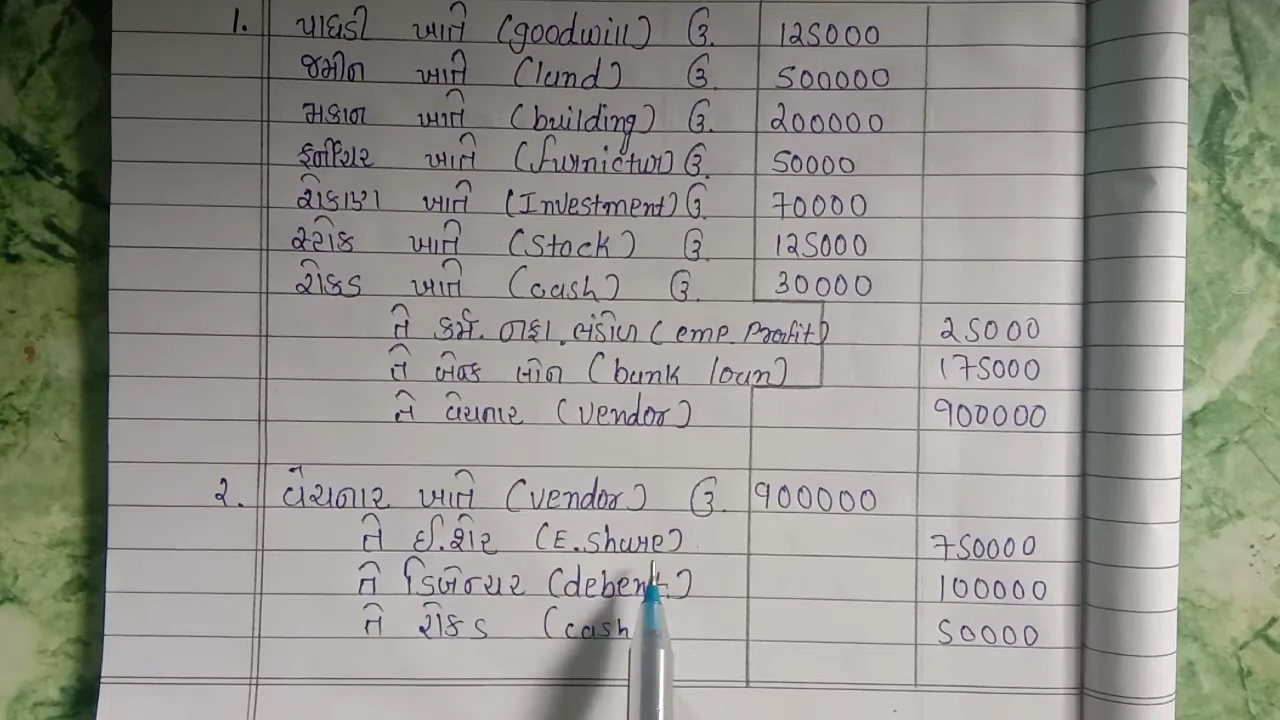 1. પાઘડી ખાતે (goodwill) ઉ. 125000
જમીન ખાતે (land) ઉ. 500000
મકાન ખાતે (building) ઉ. 200000
ફર્નીચર ખાતે (furnictur) ઉ. 50000
રોકાણ ખાતે (Investment) ઉ. 70000
સ્ટોક ખાતે (Stock) ઉ. 125000
રોકડ ખાતે (cash) ઉ. 30000
તે કર્મ. નફા. (emp. Profit) 25000
તે બેંક લોન (bank loan) 175000
તે વેચનાર (vendor) 900000
૨. વેચનાર ખાતે (vendor) ઉ. 900000
તે ઈ.શેર (E.share) 750000
તે ડિબેન્ચર (debent) 100000
તે રોકડ (cash 50000